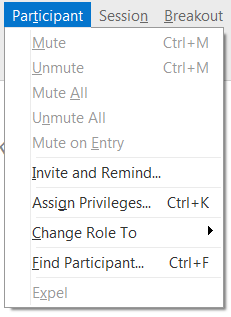 Participant Session Breakout
Mute Ctrl+M
Unmute Ctrl+M
Mute All
Unmute All
Mute on Entry
Invite and Remind...
Assign Privileges... Ctrl+K
Change Role To
Find Participant... Ctrl+F
Expel